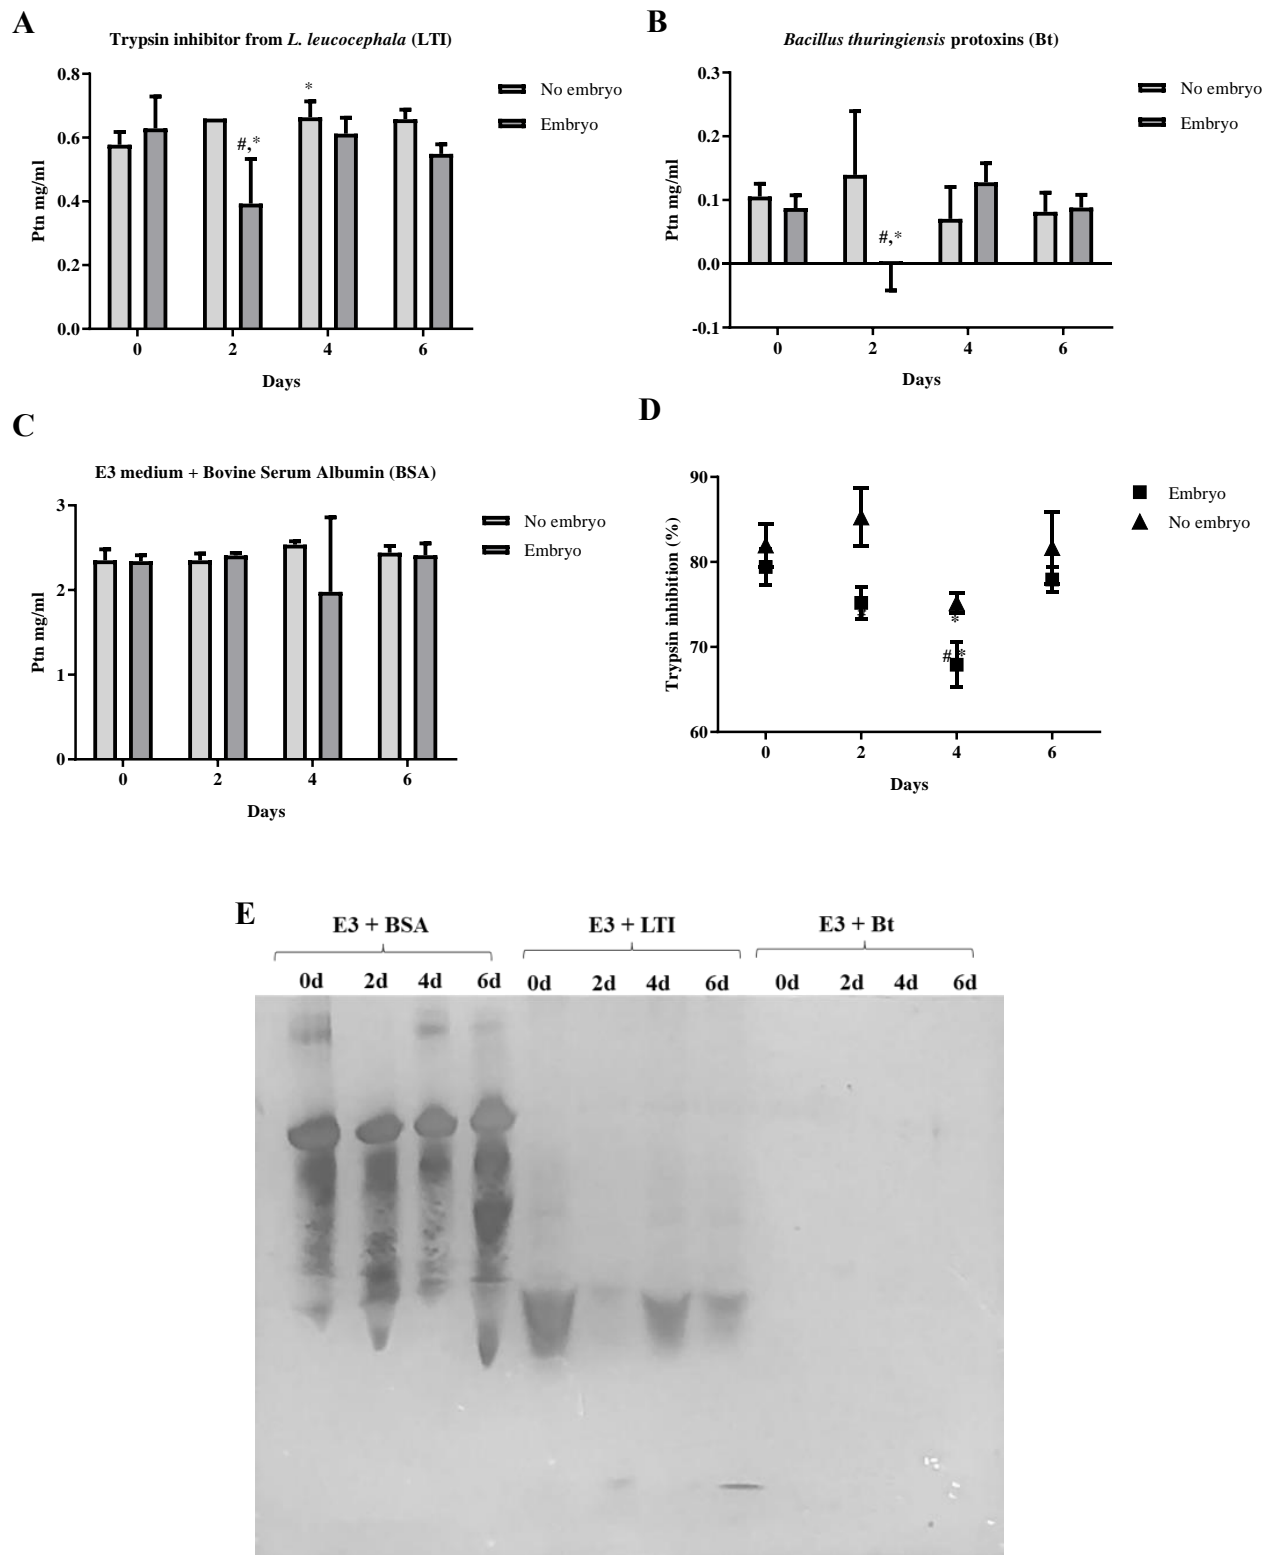 A
Trypsin inhibitor from L. leucocephala (LTI)
0.8
0.6
0.4
0.2
0.0
Ptn mg/ml
*
#,*
0 2 4 6
Days
No embryo
Embryo
B
Bacillus thuringiensis protoxins (Bt)
0.3
0.2
0.1
0.0
-0.1
Ptn mg/ml
#,*
0 2 4 6
Days
No embryo
Embryo
C
E3 medium + Bovine Serum Albumin (BSA)
3
2
1
0
Ptn mg/ml
0 2 4 6
Days
No embryo
Embryo
D
90
80
70
60
Trypsin inhibition (%)
*
#,*
0 2 4 6
Days
Embryo
No embryo
E
E3 + BSA E3 + LTI E3 + Bt
0d 2d 4d 6d 0d 2d 4d 6d 0d 2d 4d 6d